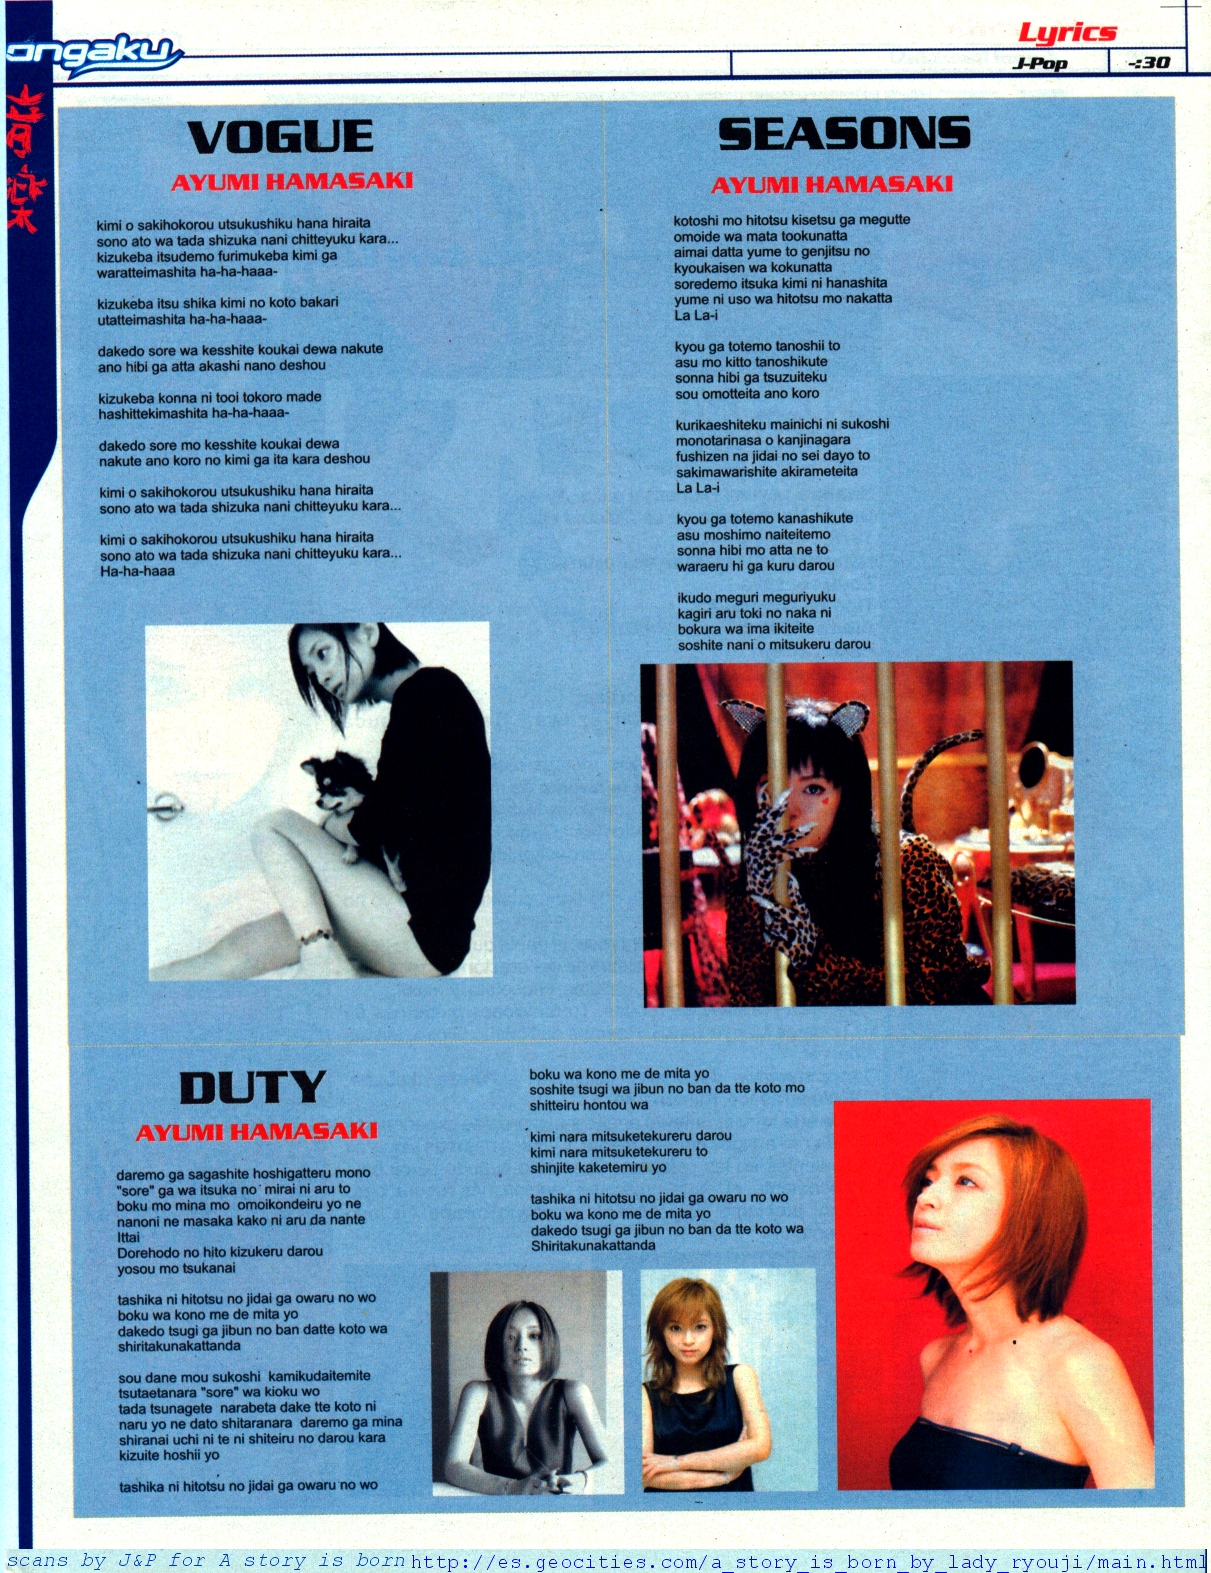 ongaku
Lyrics
J-Pop
-:30
音楽
VOGUE
AYUMI HAMASAKI
kimi o sakihokorou utsukushiku hana hiraita
sono ato wa tada shizuka nani chitteyuku kara...
kizukeba itsudemo furimukeba kimi ga
waratteimashita ha-ha-haaa-
kizukeba itsu shika kimi no koto bakari
utatteimashita ha-ha-haaa-
dakedo sore wa kesshite koukai dewa nakute
ano hibi ga atta akashi nano deshou
kizukeba konna ni tooi tokoro made
hashittekimashita ha-ha-haaa-
dakedo sore mo kesshite koukai dewa
nakute ano koro no kimi ga ita kara deshou
kimi o sakihokorou utsukushiku hana hiraita
sono ato wa tada shizuka nani chitteyuku kara...
kimi o sakihokorou utsukushiku hana hiraita
sono ato wa tada shizuka nani chitteyuku kara...
Ha-ha-haaa
SEASONS
AYUMI HAMASAKI
kotoshi mo hitotsu kisetsu ga megutte
omoide wa mata tookunatta
aimai datta yume to genjitsu no
kyoukaisen wa kokunatta
soredemo itsuka kimi ni hanashita
yume ni uso wa hitotsu mo nakatta
La La-i
kyou ga totemo tanoshii to
asu mo kitto tanoshikute
sonna hibi ga tsuzuiteku
sou omotteita ano koro
kurikaeshiteku mainichi ni sukoshi
monotarinasa o kanjinagara
fushizen na jidai no sei dayo to
sakimawarishite akirameteita
La La-i
kyou ga totemo kanashikute
asu moshimo naiteitemo
sonna hibi mo atta ne to
waraeru hi ga kuru darou
ikudo meguri meguriyuku
kagiri aru toki no naka ni
bokura wa ima ikiteite
soshite nani o mitsukeru darou
DUTY
AYUMI HAMASAKI
daremo ga sagashite hoshigatteru mono
"sore" ga wa itsuka no mirai ni aru to
boku mo mina mo omoikondeiru yo ne
nanoni ne masaka kako ni aru da nante
Ittai
Dorehodo no hito kizukeru darou
yosou mo tsukanai
tashika ni hitotsu no jidai ga owaru no wo
boku wa kono me de mita yo
dakedo tsugi ga jibun no ban datte koto wa
shiritakunakattanda
sou dane mou sukoshi kamikudaitemite
tsutaetanara "sore" wa kioku wo
tada tsunagete narabeta dake tte koto ni
naru yo ne dato shitaranara daremo ga mina
shiranai uchi ni te ni shiteiru no darou kara
kizuite hoshii yo
tashika ni hitotsu no jidai ga owaru no wo
boku wa kono me de mita yo
soshite tsugi wa jibun no ban da tte koto mo
shitteiru hontou wa
kimi nara mitsuketekureru darou
kimi nara mitsuketekureru to
shinjite kaketemiru yo
tashika ni hitotsu no jidai ga owaru no wo
boku wa kono me de mita yo
dakedo tsugi ga jibun no ban da tte koto wa
Shiritakunakattanda
scans by J&P for A story is born http://es.geocities.com/a_story_is_born_by_lady_ryouji/main.html